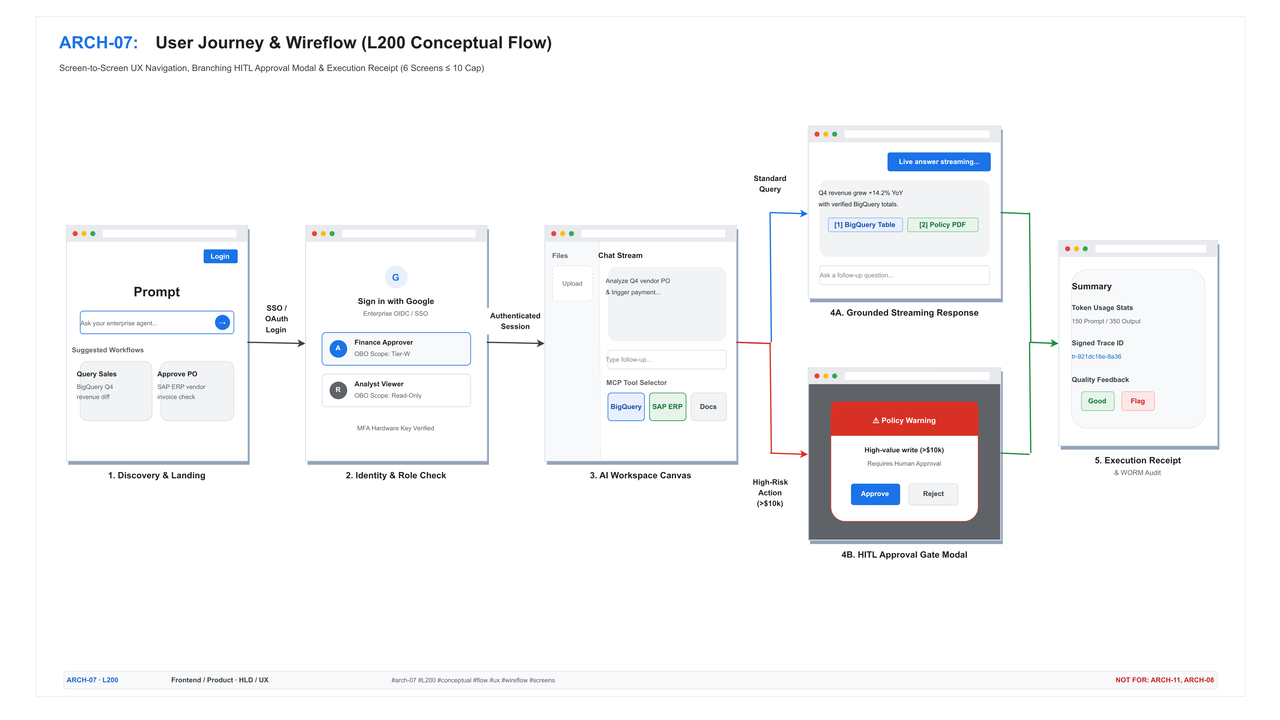 ARCH-07: User Journey & Wireflow (L200 Conceptual Flow)
Screen-to-Screen UX Navigation, Branching HITL Approval Modal & Execution Receipt (6 Screens ≤ 10 Cap)
Login
Prompt
Ask your enterprise agent...
→
Suggested Workflows
Query Sales
BigQuery Q4
revenue diff
Approve PO
SAP ERP vendor
invoice check
1. Discovery & Landing
SSO /
OAuth
Login
G
Sign in with Google
Enterprise OIDC / SSO
A
Finance Approver
OBO Scope: Tier-W
R
Analyst Viewer
OBO Scope: Read-Only
MFA Hardware Key Verified
2. Identity & Role Check
Authenticated
Session
Files
Upload
Chat Stream
Analyze Q4 vendor PO
& trigger payment...
Type follow-up...
MCP Tool Selector
BigQuery
SAP ERP
Docs
3. AI Workspace Canvas
Standard
Query
Live answer streaming...
Q4 revenue grew +14.2% YoY
with verified BigQuery totals.
[1] BigQuery Table
[2] Policy PDF
Ask a follow-up question...
4A. Grounded Streaming Response
High-Risk
Action
(>$10k)
⚠ Policy Warning
High-value write (>$10k)
Requires Human Approval
Approve
Reject
4B. HITL Approval Gate Modal
Summary
Token Usage Stats
150 Prompt / 350 Output
Signed Trace ID
tr-921dc16e-8a36
Quality Feedback
Good
Flag
5. Execution Receipt
& WORM Audit
ARCH-07 · L200
Frontend / Product · HLD / UX
#arch-07 #L200 #conceptual #flow #ux #wireflow #screens
NOT FOR: ARCH-11, ARCH-08